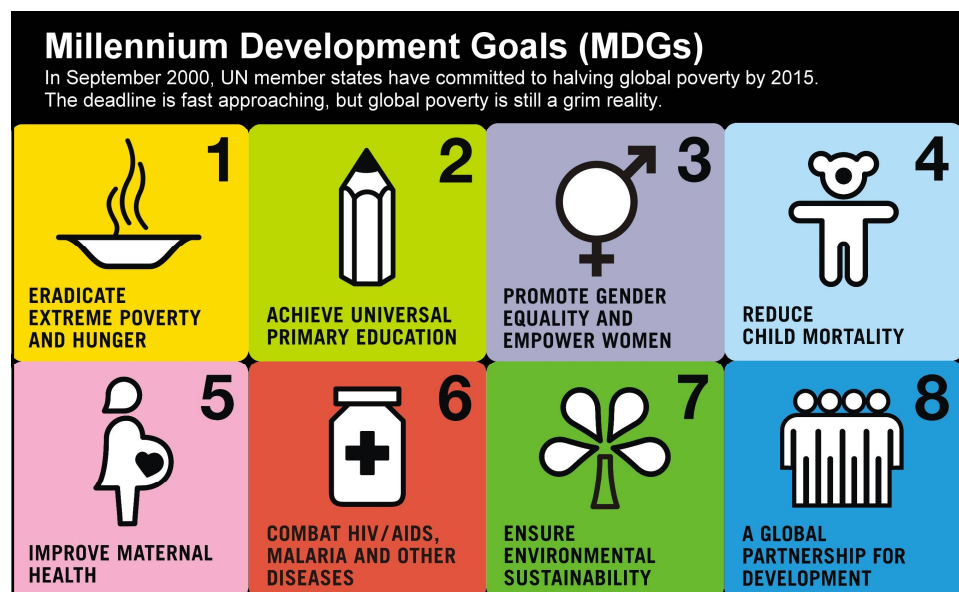 Millennium Development Goals (MDGs)
In September 2000, UN member states have committed to halving global poverty by 2015.
The deadline is fast approaching, but global poverty is still a grim reality.
1
ERADICATE
EXTREME POVERTY
AND HUNGER
2
ACHIEVE UNIVERSAL
PRIMARY EDUCATION
3
PROMOTE GENDER
EQUALITY AND
EMPOWER WOMEN
4
REDUCE
CHILD MORTALITY
5
IMPROVE MATERNAL
HEALTH
6
COMBAT HIV/AIDS,
MALARIA AND OTHER
DISEASES
7
ENSURE
ENVIRONMENTAL
SUSTAINABILITY
8
A GLOBAL
PARTNERSHIP FOR
DEVELOPMENT